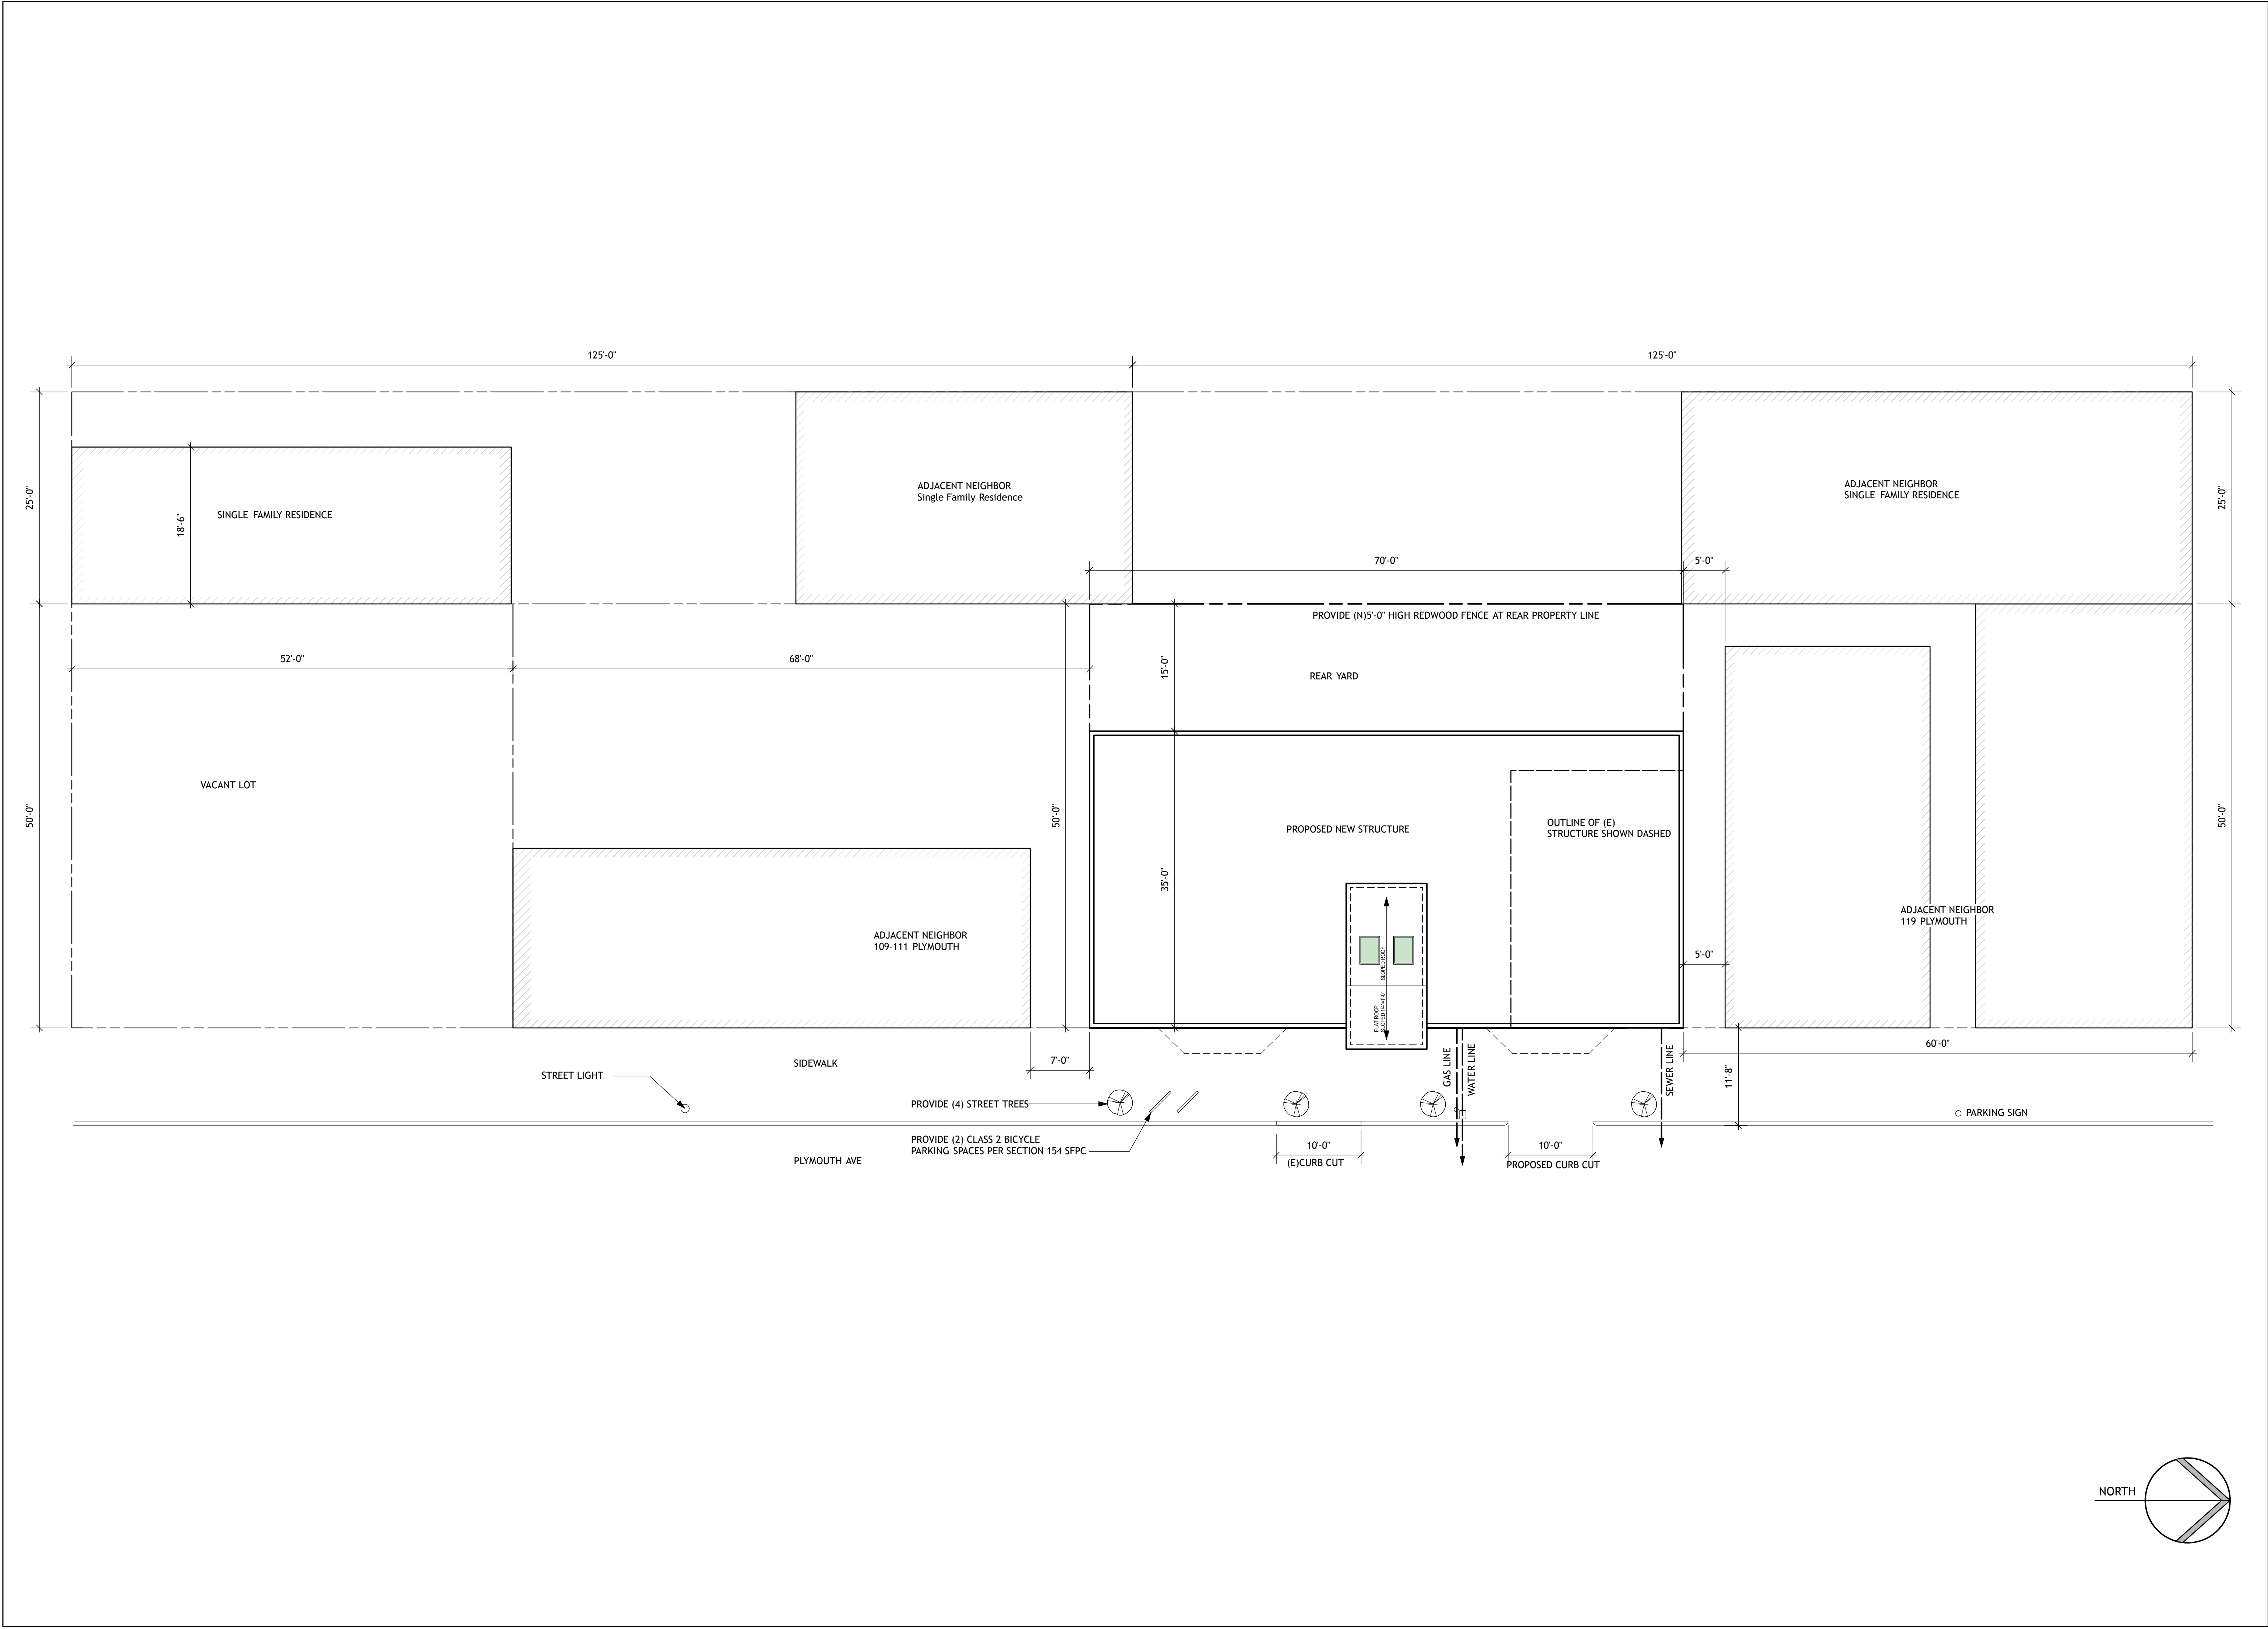 125'-0"
125'-0"
25'-0"
18'-6"
SINGLE FAMILY RESIDENCE
ADJACENT NEIGHBOR
Single Family Residence
ADJACENT NEIGHBOR
SINGLE FAMILY RESIDENCE
25'-0"
70'-0"
5'-0"
PROVIDE (N)5'-0" HIGH REDWOOD FENCE AT REAR PROPERTY LINE
52'-0"
68'-0"
15'-0"
REAR YARD
VACANT LOT
50'-0"
50'-0"
50'-0"
PROPOSED NEW STRUCTURE
OUTLINE OF (E)
STRUCTURE SHOWN DASHED
35'-0"
ADJACENT NEIGHBOR
109-111 PLYMOUTH
ADJACENT NEIGHBOR
119 PLYMOUTH
SLOPED ROOF
FLAT ROOF
SLOPED 1/4"=1'-0"
5'-0"
60'-0"
SIDEWALK
7'-0"
GAS LINE
WATER LINE
SEWER LINE
11'-8"
STREET LIGHT
PROVIDE (4) STREET TREES
PARKING SIGN
PROVIDE (2) CLASS 2 BICYCLE
PARKING SPACES PER SECTION 154 SFPC
10'-0"
(E)CURB CUT
10'-0"
PROPOSED CURB CUT
PLYMOUTH AVE
NORTH